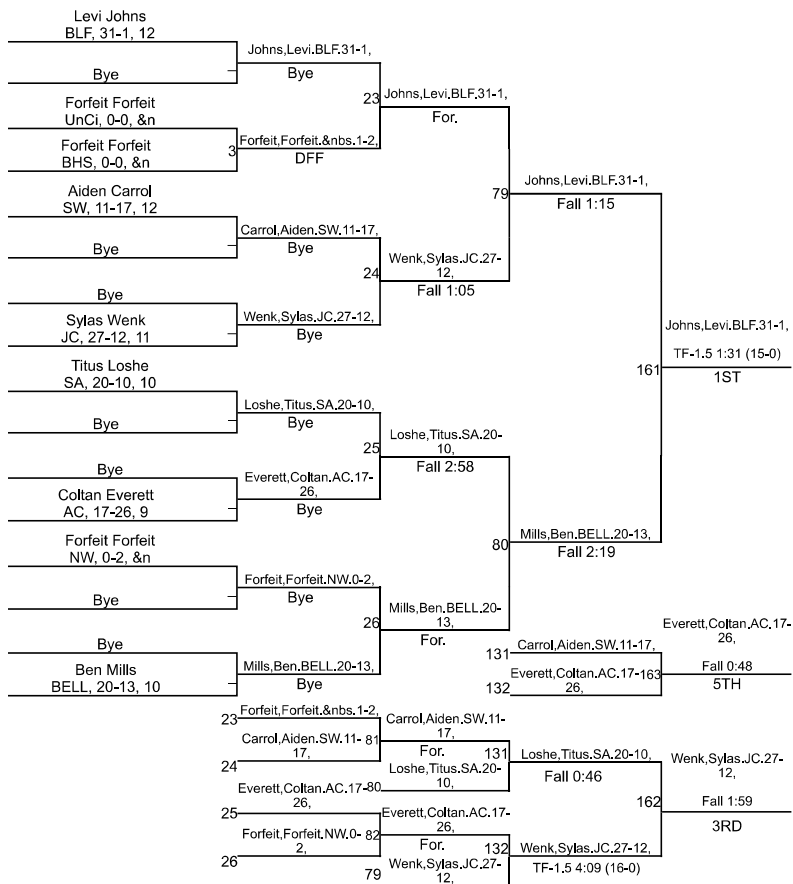 Levi Johns
BLF, 31-1, 12
Bye
Johns,Levi.BLF.31-1,
Bye
Forfeit Forfeit
UnCi, 0-0, &n
Forfeit Forfeit
BHS, 0-0, &n
3
Forfeit,Forfeit.&nbs.1-2,
DFF
23
Johns,Levi.BLF.31-1,
For.
Aiden Carrol
SW, 11-17, 12
Bye
Carrol,Aiden.SW.11-17,
Bye
Bye
Sylas Wenk
JC, 27-12, 11
Wenk,Sylas.JC.27-12,
Bye
24
Wenk,Sylas.JC.27-
12,
Fall 1:05
79
Johns,Levi.BLF.31-1,
Fall 1:15
Titus Loshe
SA, 20-10, 10
Bye
Loshe,Titus.SA.20-10,
Bye
Bye
Coltan Everett
AC, 17-26, 9
Everett,Coltan.AC.17-
26,
Bye
25
Loshe,Titus.SA.20-
10,
Fall 2:58
Forfeit Forfeit
NW, 0-2, &n
Bye
Forfeit,Forfeit.NW.0-2,
Bye
Bye
Ben Mills
BELL, 20-13, 10
Mills,Ben.BELL.20-13,
Bye
26
Mills,Ben.BELL.20-
13,
For.
80
Mills,Ben.BELL.20-13,
Fall 2:19
161
Johns,Levi.BLF.31-1,
TF-1.5 1:31 (15-0)
1ST
131
Carrol,Aiden.SW.11-17,
132
Everett,Coltan.AC.17-
26,
163
Everett,Coltan.AC.17-
26,
Fall 0:48
5TH
23
Forfeit,Forfeit.&nbs.1-2,
24
Carrol,Aiden.SW.11-
17,
81
Carrol,Aiden.SW.11-
17,
For.
80
Loshe,Titus.SA.20-
10,
131
Loshe,Titus.SA.20-10,
Fall 0:46
25
Everett,Coltan.AC.17-
26,
26
Forfeit,Forfeit.NW.0-
2,
82
Everett,Coltan.AC.17-
26,
For.
79
Wenk,Sylas.JC.27-
12,
132
Wenk,Sylas.JC.27-12,
TF-1.5 4:09 (16-0)
162
Wenk,Sylas.JC.27-
12,
Fall 1:59
3RD